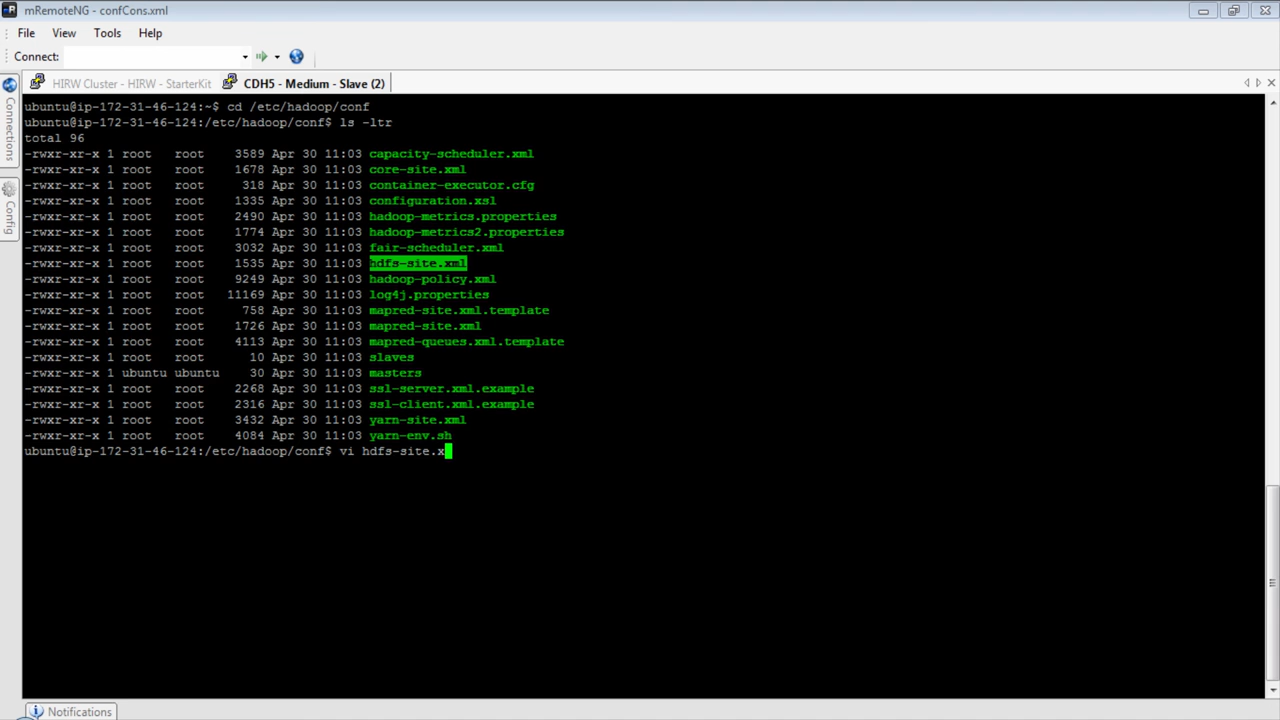 mRemoteNG - confCons.xml
File View Tools Help
Connect:
HIRW Cluster - HIRW - StarterKit CDH5 - Medium - Slave (2)
Connections
Config
ubuntu@ip-172-31-46-124:~$ cd /etc/hadoop/conf
ubuntu@ip-172-31-46-124:/etc/hadoop/conf$ ls -ltr
total 96
-rwxr-xr-x 1 root root 3589 Apr 30 11:03 capacity-scheduler.xml
-rwxr-xr-x 1 root root 1678 Apr 30 11:03 core-site.xml
-rwxr-xr-x 1 root root 318 Apr 30 11:03 container-executor.cfg
-rwxr-xr-x 1 root root 1335 Apr 30 11:03 configuration.xsl
-rwxr-xr-x 1 root root 2490 Apr 30 11:03 hadoop-metrics.properties
-rwxr-xr-x 1 root root 1774 Apr 30 11:03 hadoop-metrics2.properties
-rwxr-xr-x 1 root root 3032 Apr 30 11:03 fair-scheduler.xml
-rwxr-xr-x 1 root root 1535 Apr 30 11:03 hdfs-site.xml
-rwxr-xr-x 1 root root 9249 Apr 30 11:03 hadoop-policy.xml
-rwxr-xr-x 1 root root 11169 Apr 30 11:03 log4j.properties
-rwxr-xr-x 1 root root 758 Apr 30 11:03 mapred-site.xml.template
-rwxr-xr-x 1 root root 1726 Apr 30 11:03 mapred-site.xml
-rwxr-xr-x 1 root root 4113 Apr 30 11:03 mapred-queues.xml.template
-rwxr-xr-x 1 root root 10 Apr 30 11:03 slaves
-rwxr-xr-x 1 ubuntu ubuntu 30 Apr 30 11:03 masters
-rwxr-xr-x 1 root root 2268 Apr 30 11:03 ssl-server.xml.example
-rwxr-xr-x 1 root root 2316 Apr 30 11:03 ssl-client.xml.example
-rwxr-xr-x 1 root root 3432 Apr 30 11:03 yarn-site.xml
-rwxr-xr-x 1 root root 4084 Apr 30 11:03 yarn-env.sh
ubuntu@ip-172-31-46-124:/etc/hadoop/conf$ vi hdfs-site.x
Notifications